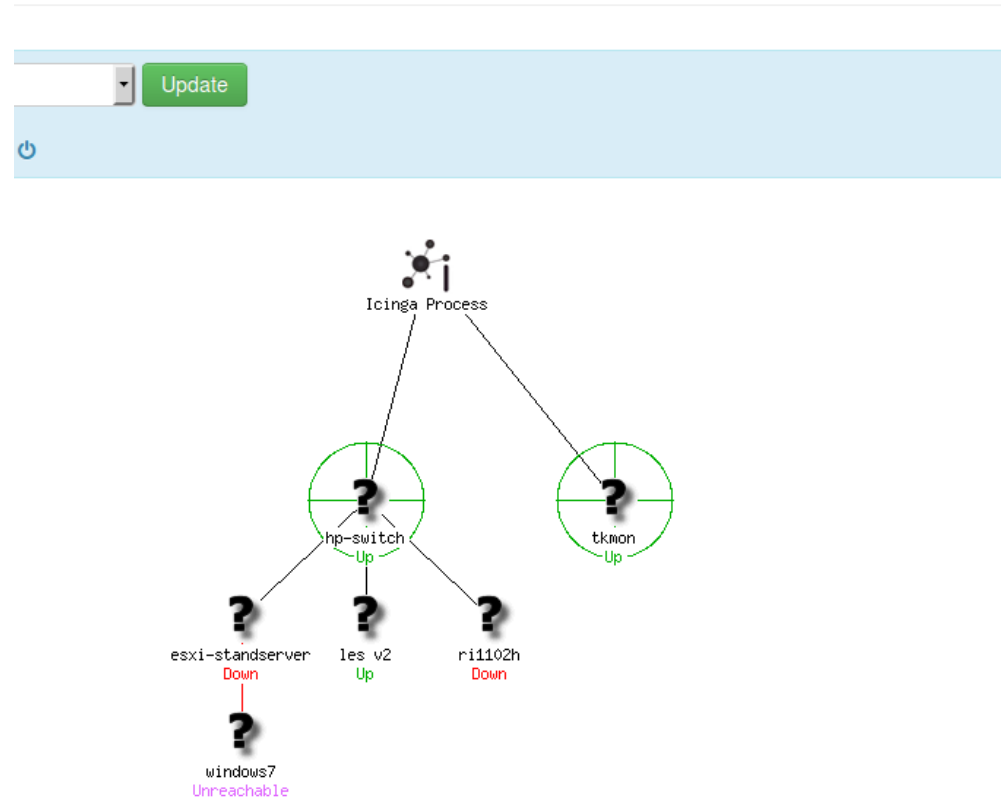 Update
Icinga Process
hp-switch
Up
tkmon
Up
esxi-standserver
Down
les v2
Up
ri1102h
Down
windows7
Unreachable